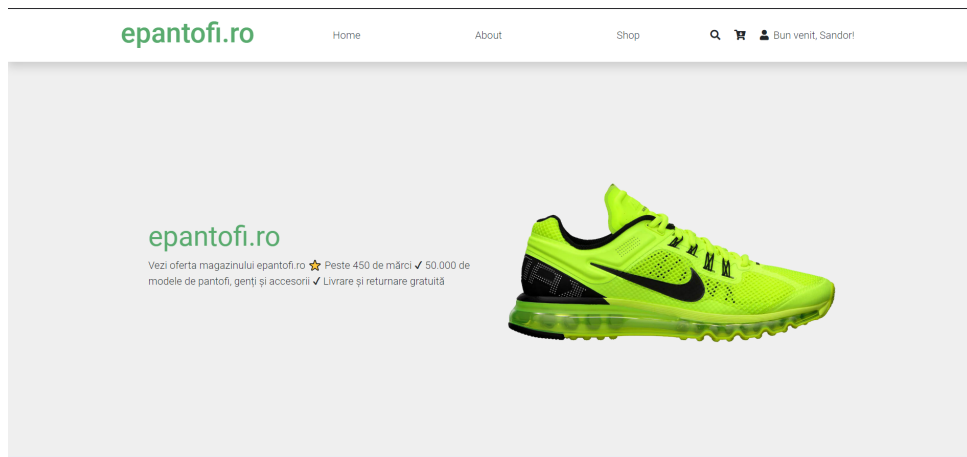 epantofi.ro
Home
About
Shop
Bun venit, Sandor!
epantofi.ro
Vezi oferta magazinului epantofi.ro ⭐ Peste 450 de mărci ✓ 50.000 de
modele de pantofi, genți și accesorii ✓ Livrare și returnare gratuită